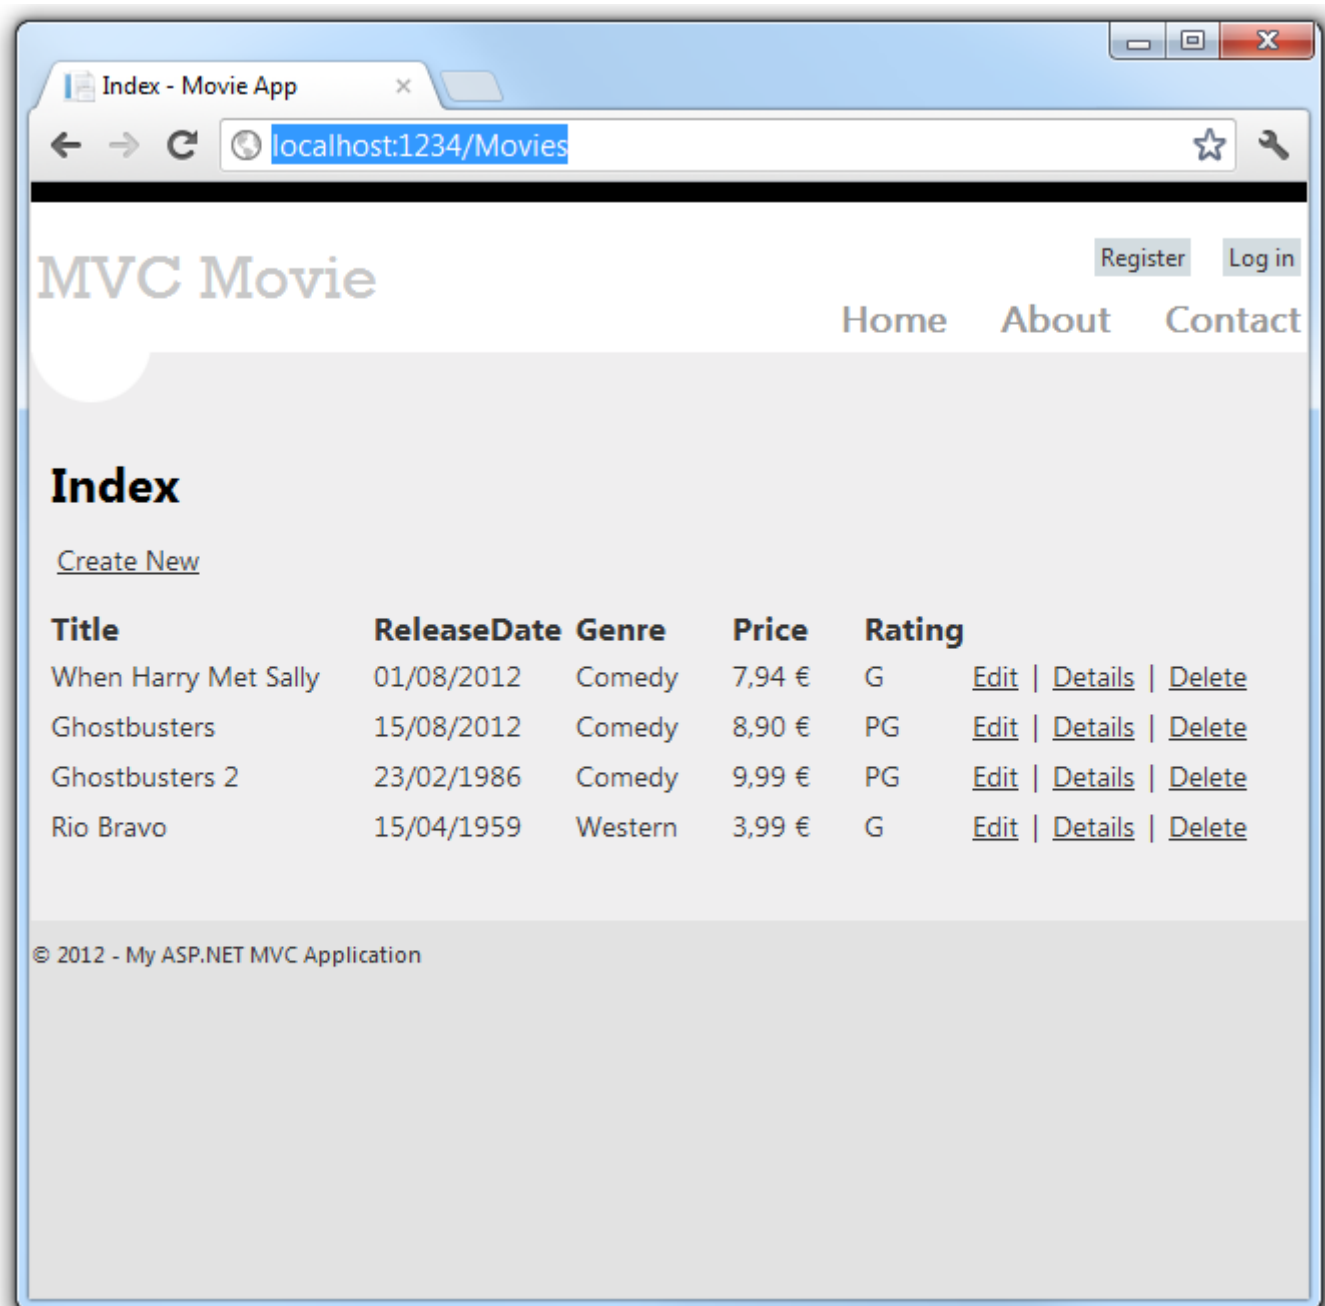 Index - Movie App
localhost:1234/Movies
Register Log in
MVC Movie
Home About Contact
Index
Create New
Title ReleaseDate Genre Price Rating
When Harry Met Sally 01/08/2012 Comedy 7,94 € G Edit | Details | Delete
Ghostbusters 15/08/2012 Comedy 8,90 € PG Edit | Details | Delete
Ghostbusters 2 23/02/1986 Comedy 9,99 € PG Edit | Details | Delete
Rio Bravo 15/04/1959 Western 3,99 € G Edit | Details | Delete
© 2012 - My ASP.NET MVC Application